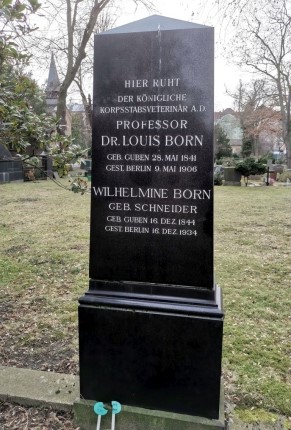 HIER RUHT
DER KÖNIGLICHE
KORPSSTABSVETERINÄR A.D.
PROFESSOR
DR. LOUIS BORN
GEB. GUBEN 28. MAI 1841
GEST. BERLIN 9. MAI 1906
WILHELMINE BORN
GEB. SCHNEIDER
GEB. GUBEN 16. DEZ. 1844
GEST. BERLIN 16. DEZ. 1934